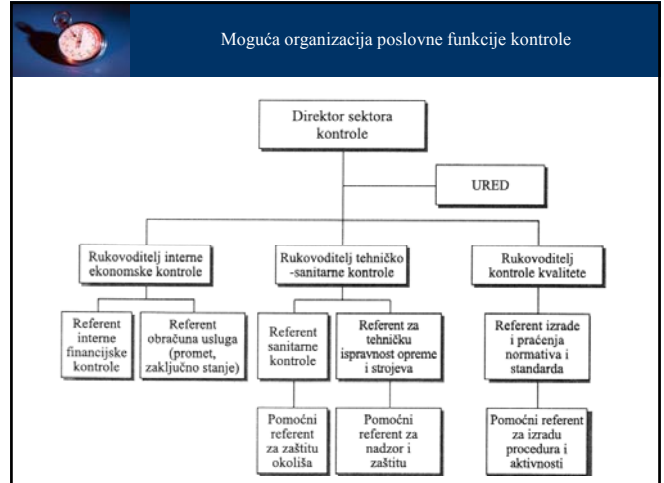 Moguća organizacija poslovne funkcije kontrole
Direktor sektora
kontrole
URED
Rukovoditelj interne
ekonomske kontrole
Rukovoditelj tehničko
-sanitarne kontrole
Rukovoditelj
kontrole kvalitete
Referent
interne
financijske
kontrole
Referent
obračuna usluga
(promet,
zaključno stanje)
Referent
sanitarne
kontrole
Referent za
tehničku
ispravnost opreme
i strojeva
Referent izrade
i praćenja
normativa i
standarda
Pomoćni
referent
za zaštitu
okoliša
Pomoćni
referent za
nadzor i
zaštitu
Pomoćni referent
za izradu
procedura i
aktivnosti